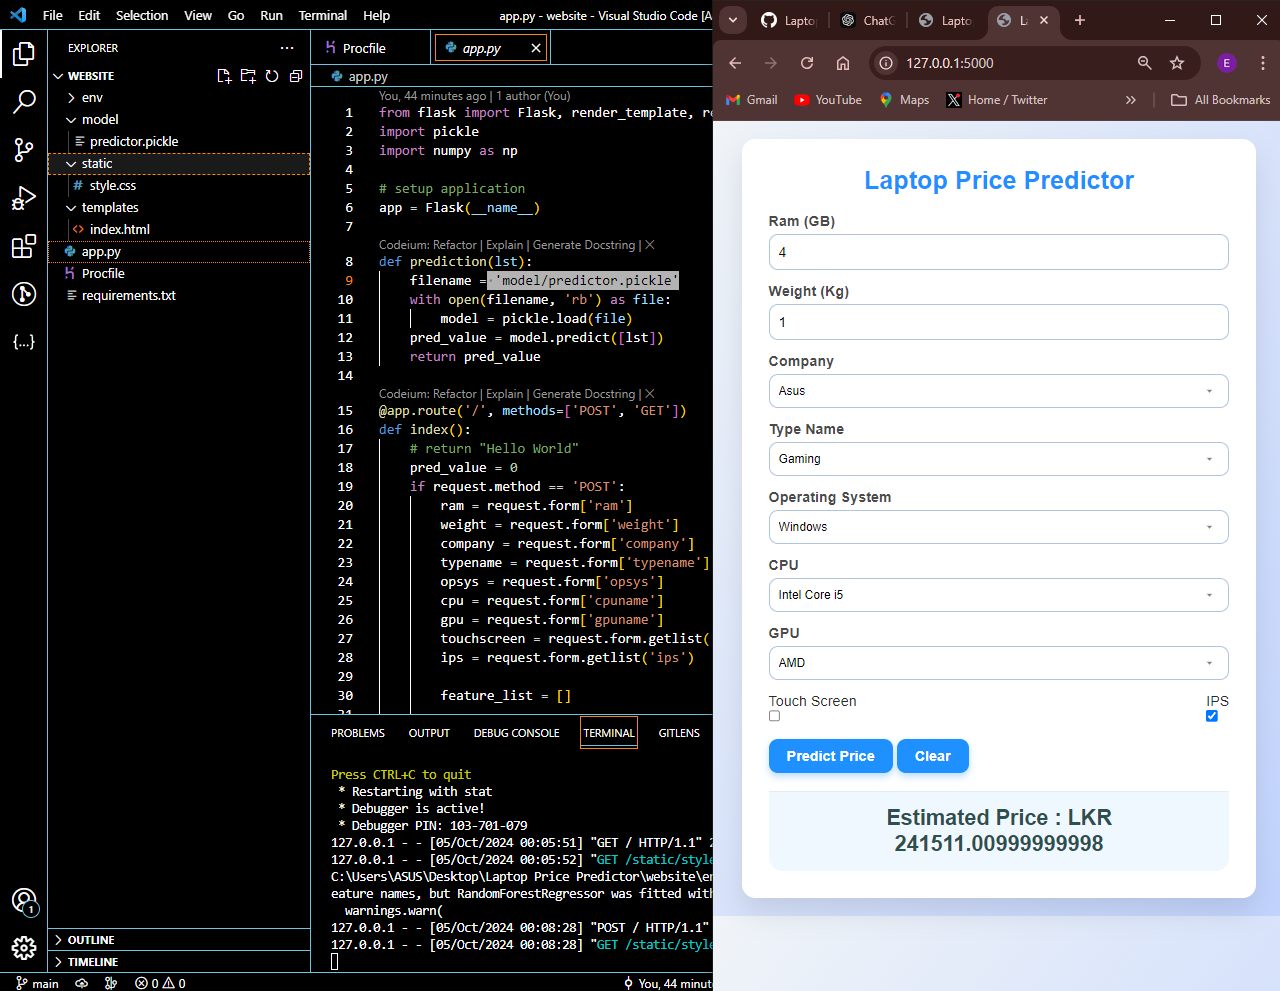 File Edit Selection View Go Run Terminal Help
app.py - website - Visual Studio Code [A
EXPLORER
WEBSITE
env
model
predictor.pickle
static
style.css
templates
index.html
app.py
Procfile
requirements.txt
OUTLINE
TIMELINE
Procfile
app.py
app.py
You, 44 minutes ago | 1 author (You)
1 from flask import Flask, render_template, re
2 import pickle
3 import numpy as np
4
5 # setup application
6 app = Flask(__name__)
7
Codeium: Refactor | Explain | Generate Docstring | X
8 def prediction(lst):
9 filename = 'model/predictor.pickle'
10 with open(filename, 'rb') as file:
11 model = pickle.load(file)
12 pred_value = model.predict([lst])
13 return pred_value
14
Codeium: Refactor | Explain | Generate Docstring | X
15 @app.route('/', methods=['POST', 'GET'])
16 def index():
17 # return "Hello World"
18 pred_value = 0
19 if request.method == 'POST':
20 ram = request.form['ram']
21 weight = request.form['weight']
22 company = request.form['company']
23 typename = request.form['typename']
24 opsys = request.form['opsys']
25 cpu = request.form['cpuname']
26 gpu = request.form['gpuname']
27 touchscreen = request.form.getlist(
28 ips = request.form.getlist('ips')
29
30 feature_list = []
PROBLEMS OUTPUT DEBUG CONSOLE TERMINAL GITLENS
Press CTRL+C to quit
* Restarting with stat
* Debugger is active!
* Debugger PIN: 103-701-079
127.0.0.1 - - [05/Oct/2024 00:05:51] "GET / HTTP/1.1" 2
127.0.0.1 - - [05/Oct/2024 00:05:52] "GET /static/style
C:\Users\ASUS\Desktop\Laptop Price Predictor\website\en
eature names, but RandomForestRegressor was fitted with
warnings.warn(
127.0.0.1 - - [05/Oct/2024 00:08:28] "POST / HTTP/1.1"
127.0.0.1 - - [05/Oct/2024 00:08:28] "GET /static/style
1
main 0 0 You, 44 minut
Lapto ChatG Lapto La
127.0.0.1:5000
E
Gmail YouTube Maps Home / Twitter » All Bookmarks
Laptop Price Predictor
Ram (GB)
4
Weight (Kg)
1
Company
Asus
Type Name
Gaming
Operating System
Windows
CPU
Intel Core i5
GPU
AMD
Touch Screen IPS
Predict Price Clear
Estimated Price : LKR
241511.00999999998